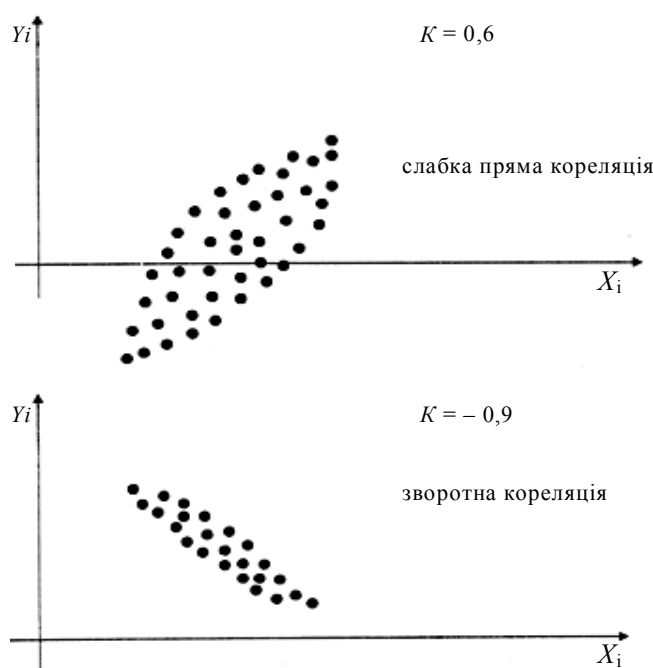 Yi
K = 0,6
слабка пряма кореляція
Xi
Yi
K = – 0,9
зворотна кореляція
Xi